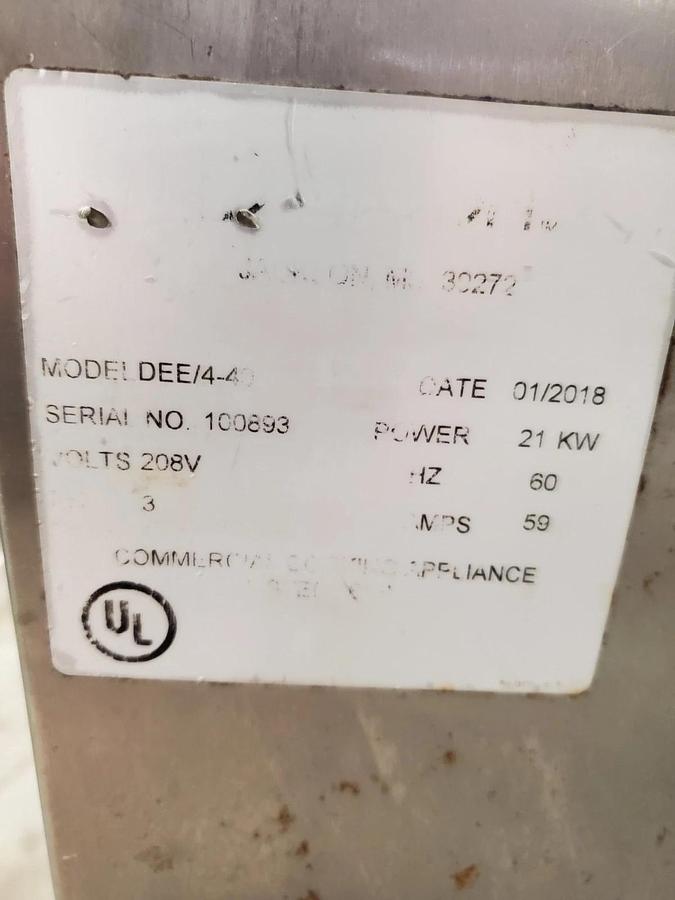 30272
MODEL DEE/4-40
DATE 01/2018
SERIAL NO. 100893
POWER 21 KW
VOLTS 208V
HZ 60
3
AMPS 59
COMMERCIAL COOKING APPLIANCE
UL